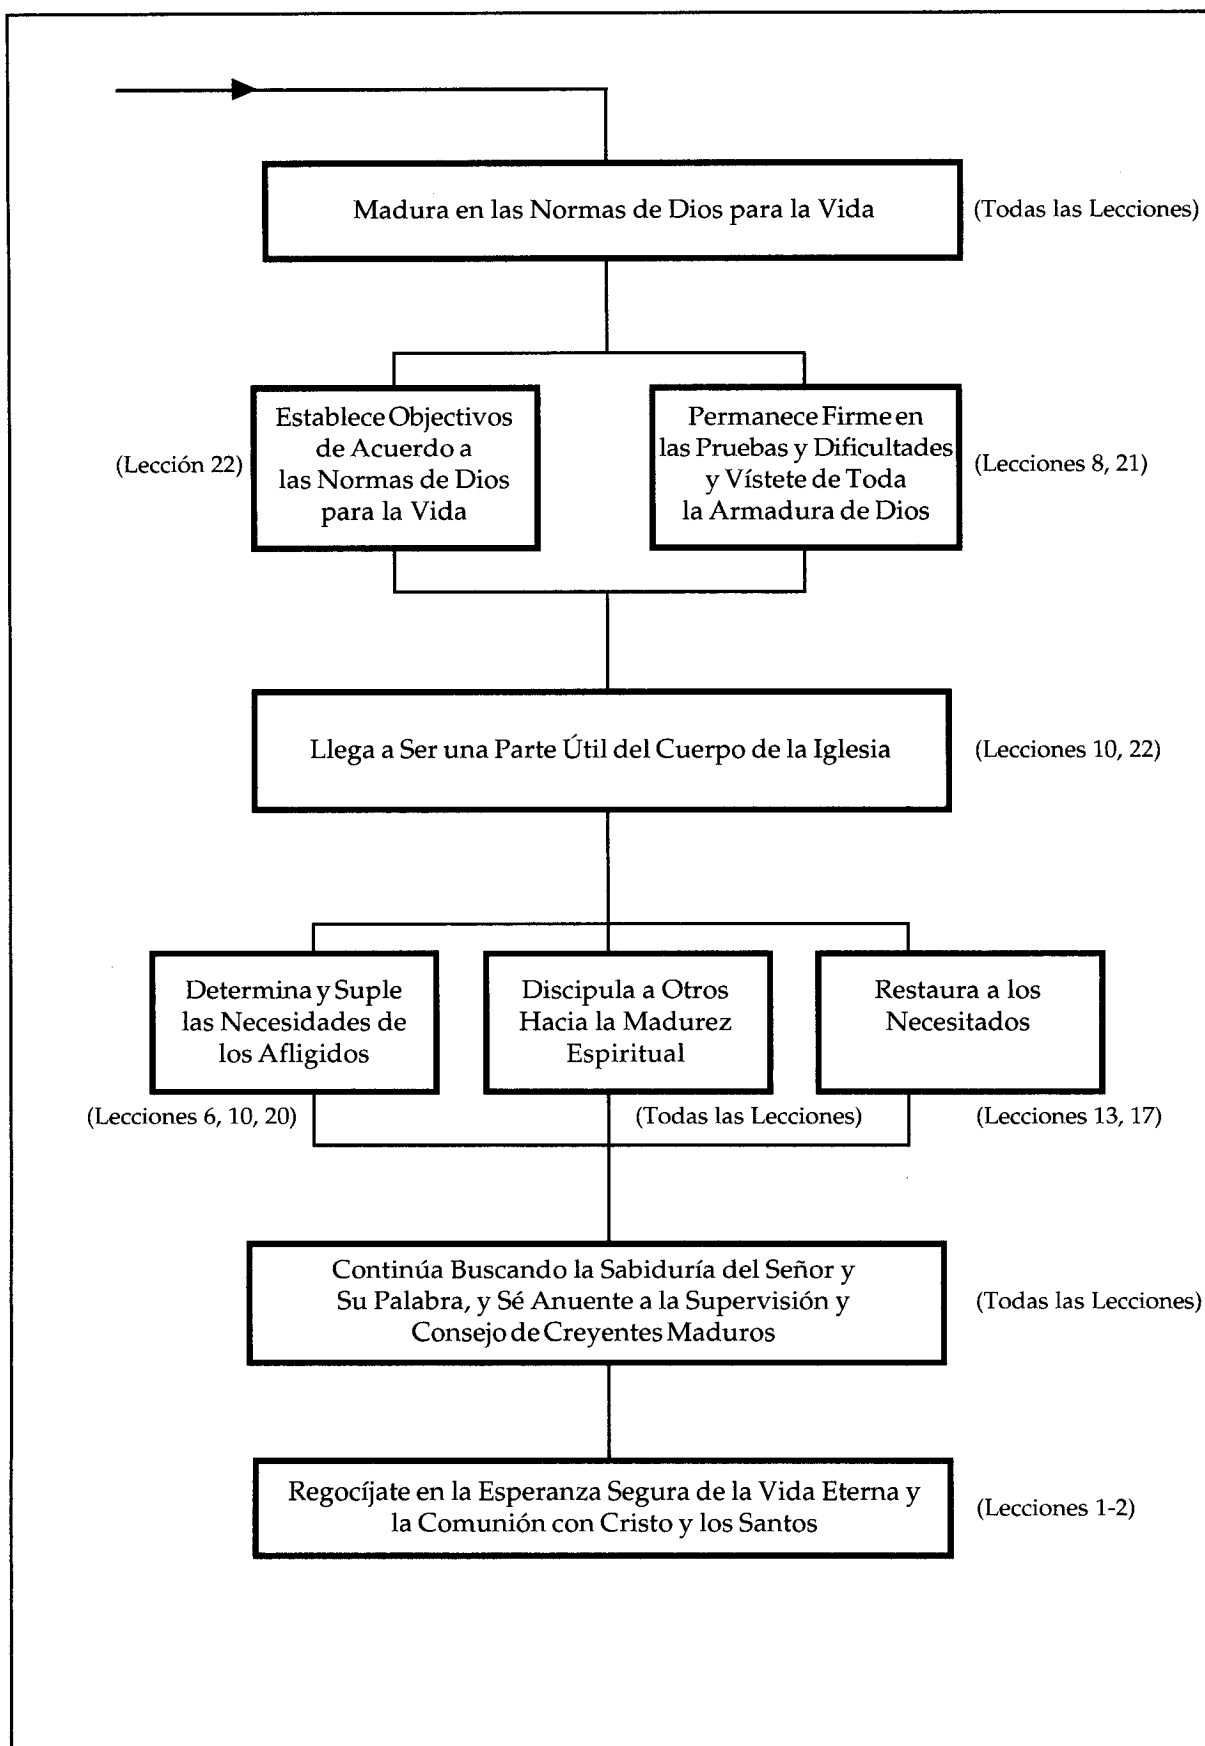 Madura en las Normas de Dios para la Vida
(Todas las Lecciones)
Establece Objectivos
de Acuerdo a
las Normas de Dios
para la Vida
(Lección 22)
Permanece Firme en
las Pruebas y Dificultades
y Vístete de Toda
la Armadura de Dios
(Lecciones 8, 21)
Llega a Ser una Parte Útil del Cuerpo de la Iglesia
(Lecciones 10, 22)
Determina y Suple
las Necesidades de
los Afligidos
(Lecciones 6, 10, 20)
Discipula a Otros
Hacia la Madurez
Espiritual
(Todas las Lecciones)
Restaura a los
Necesitados
(Lecciones 13, 17)
Continúa Buscando la Sabiduría del Señor y
Su Palabra, y Sé Anuente a la Supervisión y
Consejo de Creyentes Maduros
(Todas las Lecciones)
Regocíjate en la Esperanza Segura de la Vida Eterna y
la Comunión con Cristo y los Santos
(Lecciones 1-2)